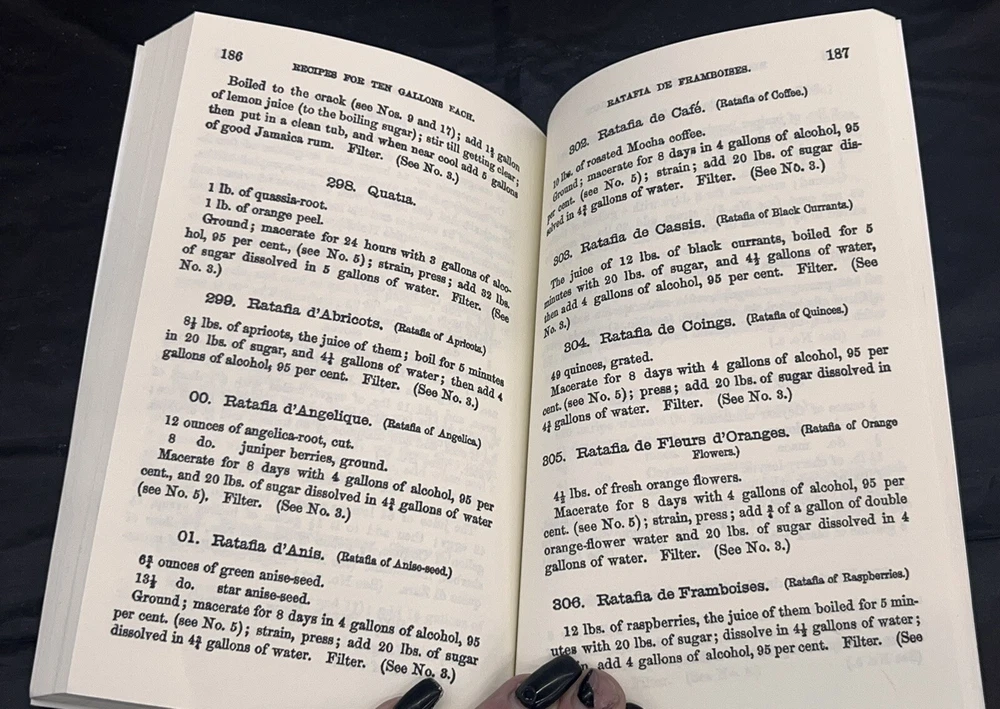 186
RECIPES FOR TEN GALLONS EACH.
Boiled to the crack (see Nos. 9 and 17); add 1¾ gallon
of lemon juice (to the boiling sugar); stir till getting clear;
then put in a clean tub, and when near cool add 5 gallons
of good Jamaica rum. Filter. (See No. 3.)
298. Quatia.
1 lb. of quassia-root.
1 lb. of orange peel.
Ground; macerate for 24 hours with 3 gallons of alco-
hol, 95 per cent., (see No. 5); strain, press; add 32 lbs.
of sugar dissolved in 5 gallons of water. Filter. (See
No. 3.)
299. Ratafia d'Abricots. (Ratafia of Apricots.)
8½ lbs. of apricots, the juice of them; boil for 5 minutes
in 20 lbs. of sugar, and 4½ gallons of water; then add 4
gallons of alcohol, 95 per cent. Filter. (See No. 3.)
00. Ratafia d'Angelique. (Ratafia of Angelica.)
12 ounces of angelica-root, cut.
8 do. juniper berries, ground.
Macerate for 8 days with 4 gallons of alcohol, 95 per
cent., and 20 lbs. of sugar dissolved in 4¾ gallons of water
(see No. 5). Filter. (See No. 3.)
01. Ratafia d'Anis. (Ratafia of Anise-seed.)
6¾ ounces of green anise-seed.
13½ do. star anise-seed.
Ground; macerate for 8 days in 4 gallons of alcohol, 95
per cent. (see No. 5); strain, press; add 20 lbs. of sugar
dissolved in 4¾ gallons of water. Filter. (See No. 3.)
187
RATAFIA DE FRAMBOISES.
302. Ratafia de Café. (Ratafia of Coffee.)
10 lbs. of roasted Mocha coffee.
Ground; macerate for 8 days in 4 gallons of alcohol, 95
per cent. (see No. 5); strain; add 20 lbs. of sugar dis-
solved in 4¾ gallons of water. Filter. (See No. 3.)
303. Ratafia de Cassis. (Ratafia of Black Currants.)
The juice of 12 lbs. of black currants, boiled for 5
minutes with 20 lbs. of sugar, and 4½ gallons of water,
then add 4 gallons of alcohol, 95 per cent. Filter. (See
No. 3.)
304. Ratafia de Coings. (Ratafia of Quinces.)
49 quinces, grated.
Macerate for 8 days with 4 gallons of alcohol, 95 per
cent. (see No. 5); press; add 20 lbs. of sugar dissolved in
4¾ gallons of water. Filter. (See No. 3.)
305. Ratafia de Fleurs d'Oranges. (Ratafia of Orange
Flowers.)
4½ lbs. of fresh orange flowers.
Macerate for 8 days with 4 gallons of alcohol, 95 per
cent. (see No. 5); strain, press; add ¾ of a gallon of double
orange-flower water and 20 lbs. of sugar dissolved in 4
gallons of water. Filter. (See No. 3.)
306. Ratafia de Framboises. (Ratafia of Raspberries.)
12 lbs. of raspberries, the juice of them boiled for 5 min-
utes with 20 lbs. of sugar; dissolve in 4½ gallons of water;
add 4 gallons of alcohol, 95 per cent. Filter. (See